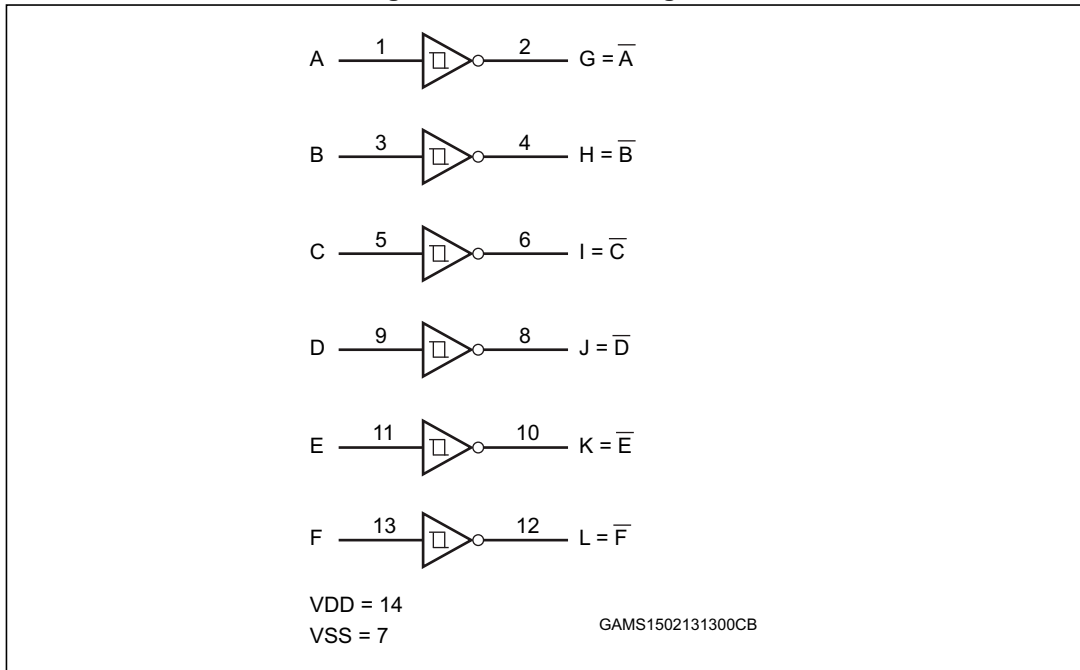 A 1 2 G = A̅
B 3 4 H = B̅
C 5 6 I = C̅
D 9 8 J = D̅
E 11 10 K = E̅
F 13 12 L = F̅
VDD = 14
VSS = 7
GAMS1502131300CB